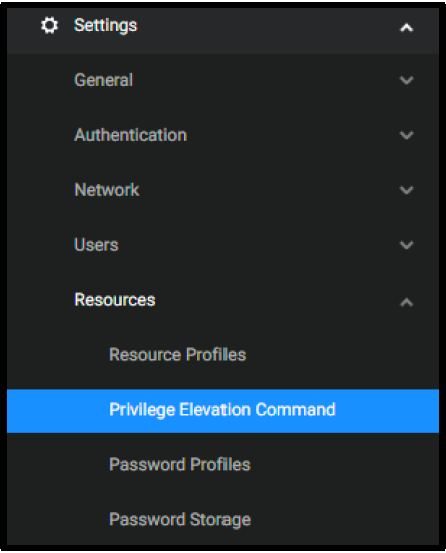 Settings
General
Authentication
Network
Users
Resources
Resource Profiles
Privilege Elevation Command
Password Profiles
Password Storage